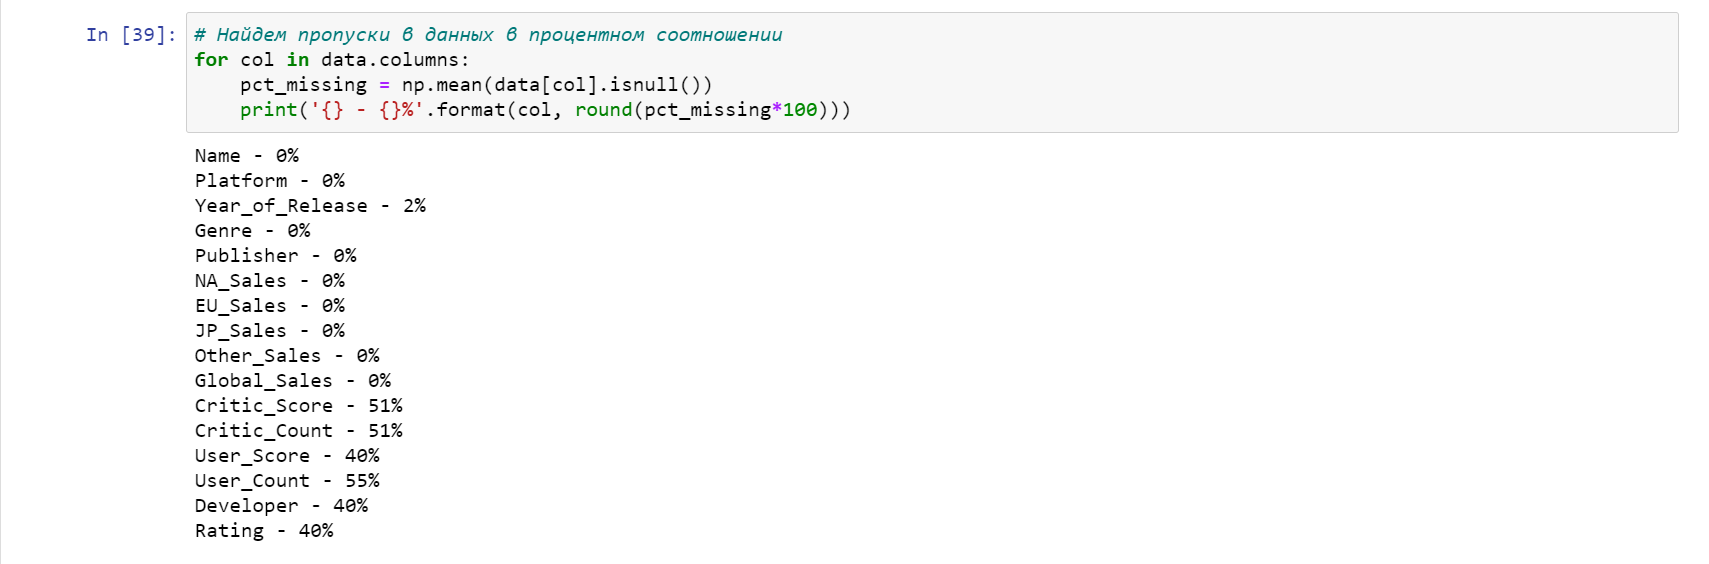 In [39]: # Найдем пропуски в данных в процентном соотношении
for col in data.columns:
    pct_missing = np.mean(data[col].isnull())
    print('{} - {}%'.format(col, round(pct_missing*100)))
Name - 0%
Platform - 0%
Year_of_Release - 2%
Genre - 0%
Publisher - 0%
NA_Sales - 0%
EU_Sales - 0%
JP_Sales - 0%
Other_Sales - 0%
Global_Sales - 0%
Critic_Score - 51%
Critic_Count - 51%
User_Score - 40%
User_Count - 55%
Developer - 40%
Rating - 40%